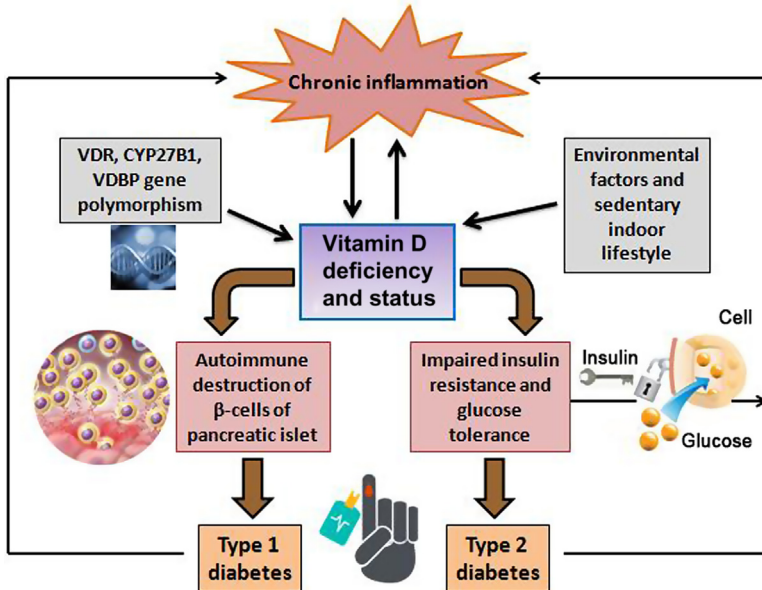 Chronic inflammation
VDR, CYP27B1,
VDBP gene
polymorphism
Environmental
factors and
sedentary
indoor
lifestyle
Vitamin D
deficiency
and status
Autoimmune
destruction of
β-cells of
pancreatic islet
Impaired insulin
resistance and
glucose
tolerance
Cell
Insulin
Glucose
Type 1
diabetes
Type 2
diabetes